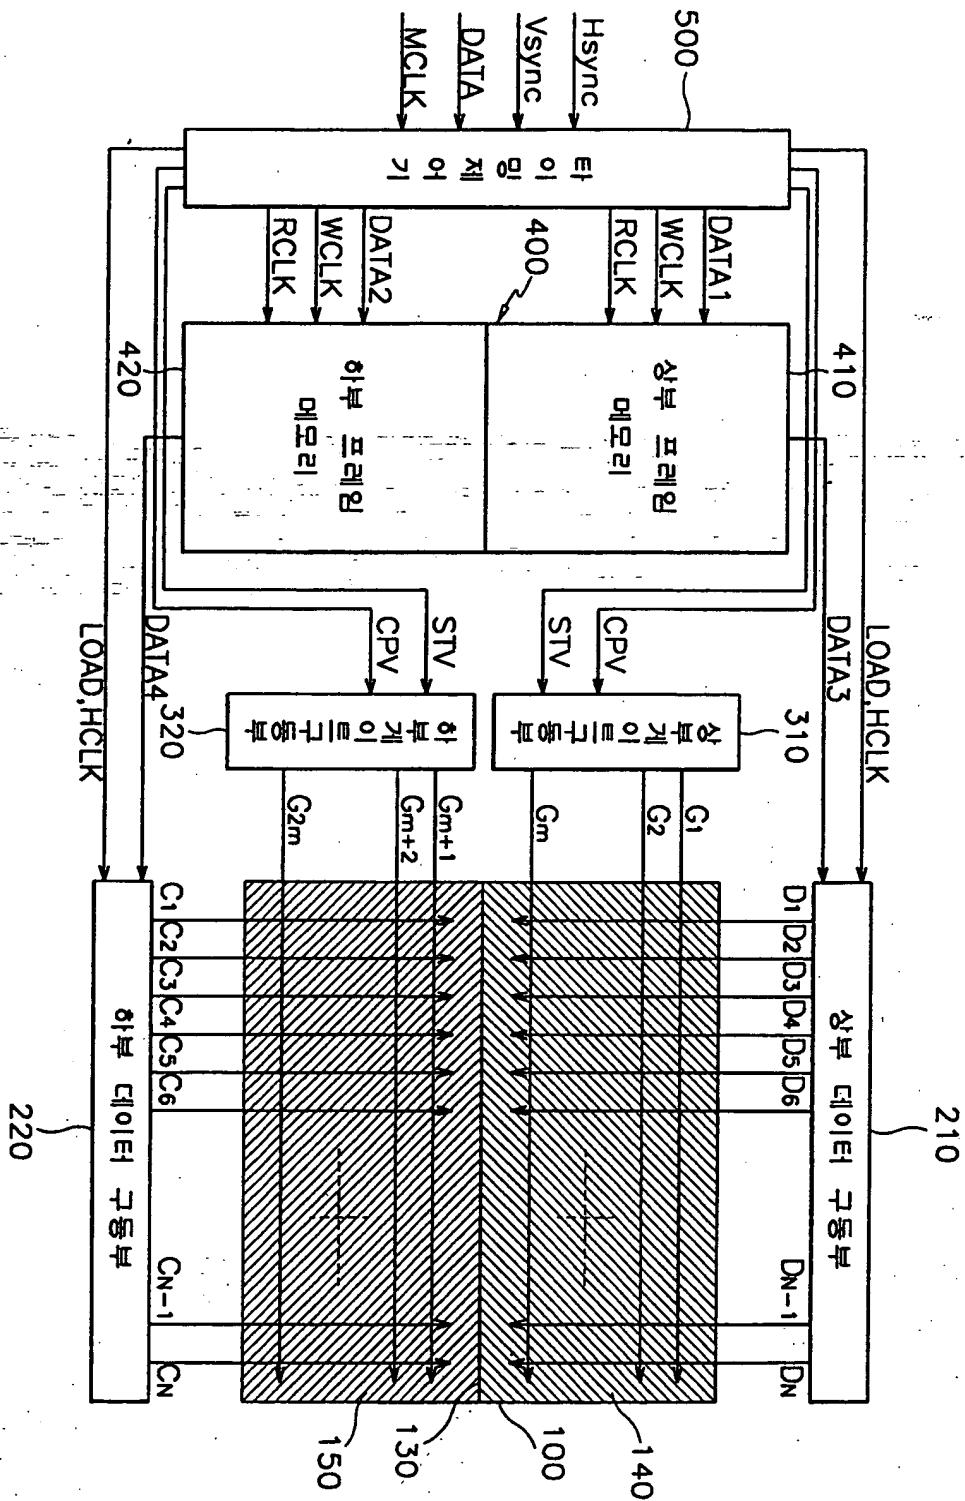 500
Hsync
Vsync
DATA
MCLK
타이밍제어기
DATA1
WCLK
RCLK
400
DATA2
WCLK
RCLK
410
상부 프레임
메모리
420
하부 프레임
메모리
LOAD,HCLK
DATA3
CPV
STV
STV
CPV
DATA4
LOAD,HCLK
310
상부게이트구동부
320
하부게이트구동부
G1
G2
Gm
Gm+1
Gm+2
G2m
D1
D2
D3
D4
D5
D6
DN-1
DN
210
상부 데이터 구동부
C1
C2
C3
C4
C5
C6
CN-1
CN
220
하부 데이터 구동부
140
100
130
150